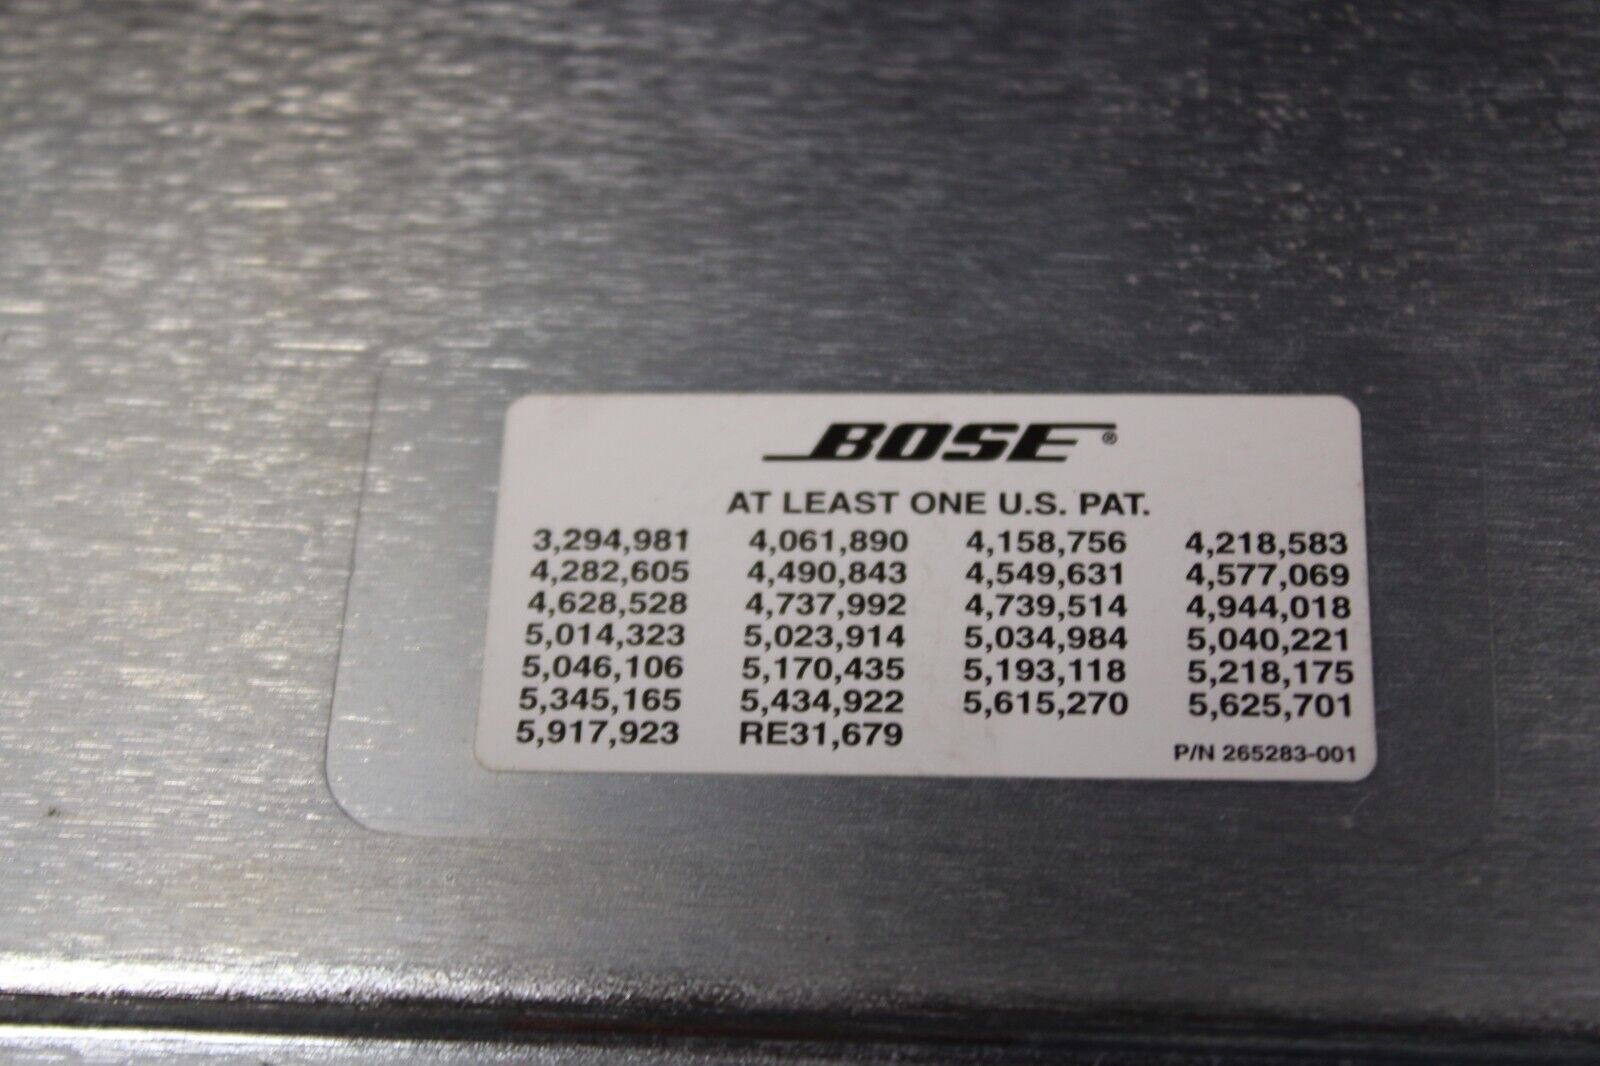 BOSE®
AT LEAST ONE U.S. PAT.
3,294,981 4,061,890 4,158,756 4,218,583
4,282,605 4,490,843 4,549,631 4,577,069
4,628,528 4,737,992 4,739,514 4,944,018
5,014,323 5,023,914 5,034,984 5,040,221
5,046,106 5,170,435 5,193,118 5,218,175
5,345,165 5,434,922 5,615,270 5,625,701
5,917,923 RE31,679
P/N 265283-001